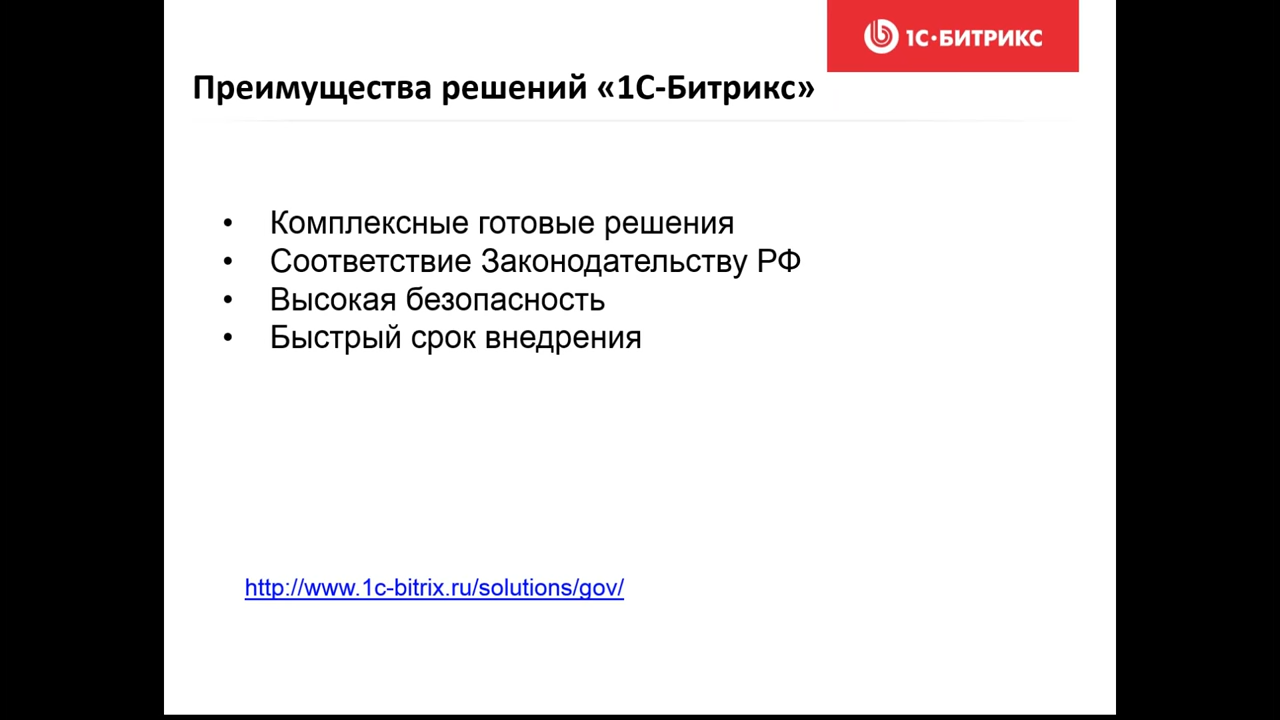 1С·БИТРИКС
Преимущества решений «1С-Битрикс»
• Комплексные готовые решения
• Соответствие Законодательству РФ
• Высокая безопасность
• Быстрый срок внедрения
http://www.1c-bitrix.ru/solutions/gov/